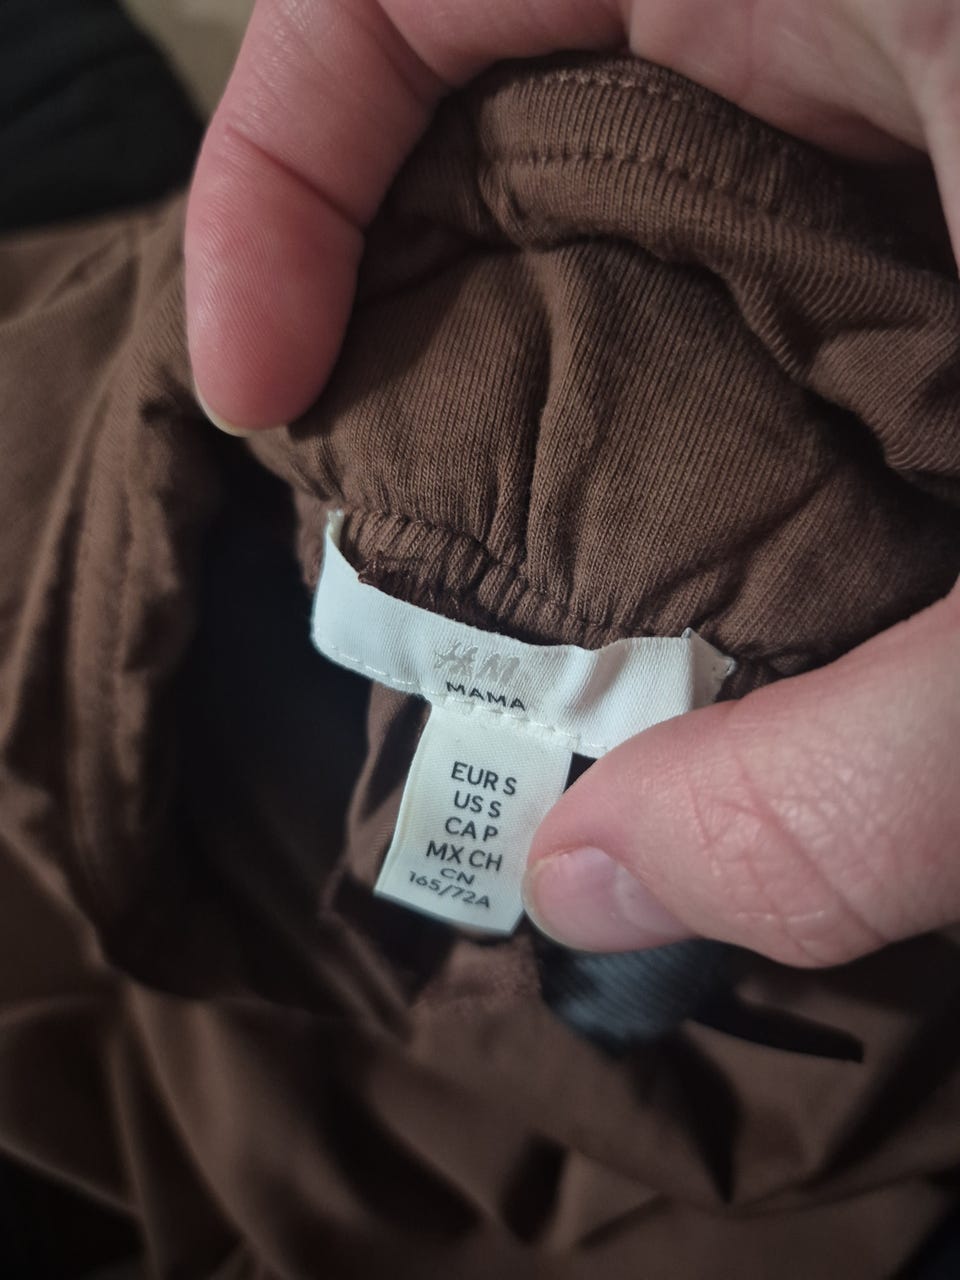 H&M
MAMA
EUR S
US S
CA P
MX CH
CN
165/72A